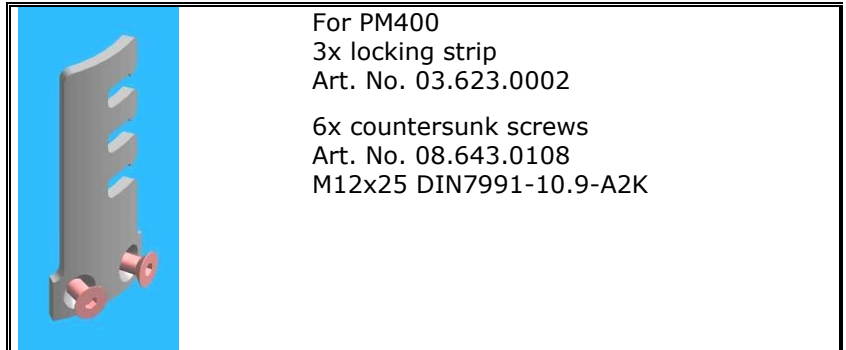 For PM400
3x locking strip
Art. No. 03.623.0002
6x countersunk screws
Art. No. 08.643.0108
M12x25 DIN7991-10.9-A2K